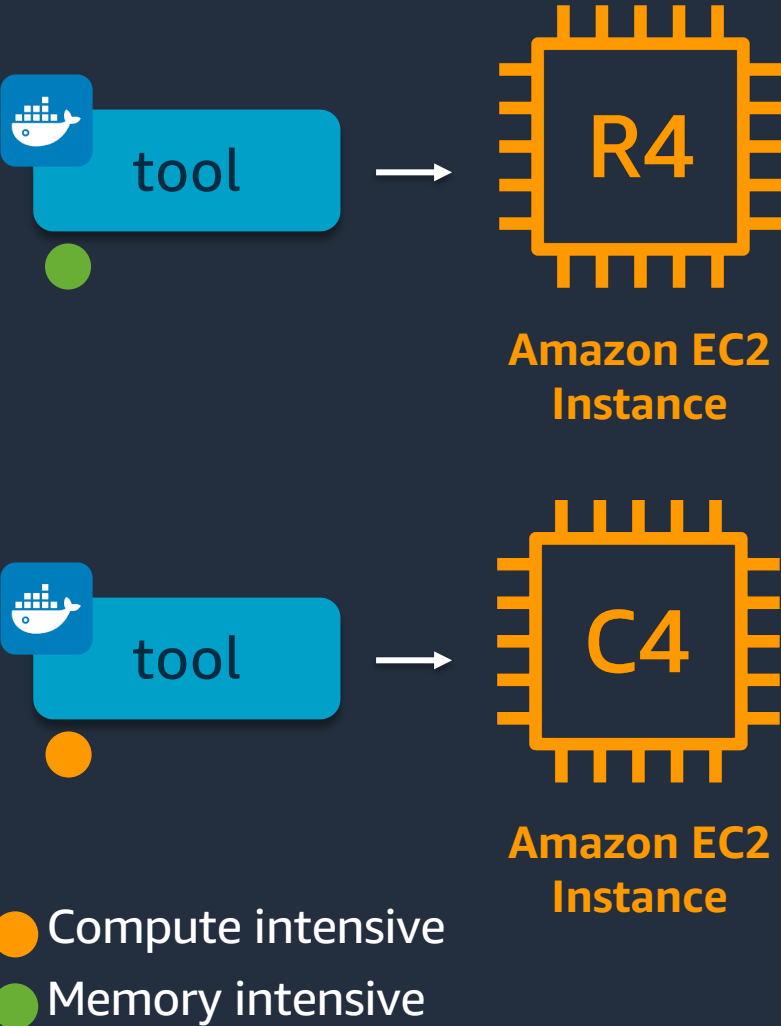 tool
R4
Amazon EC2
Instance
tool
C4
Amazon EC2
Instance
Compute intensive
Memory intensive